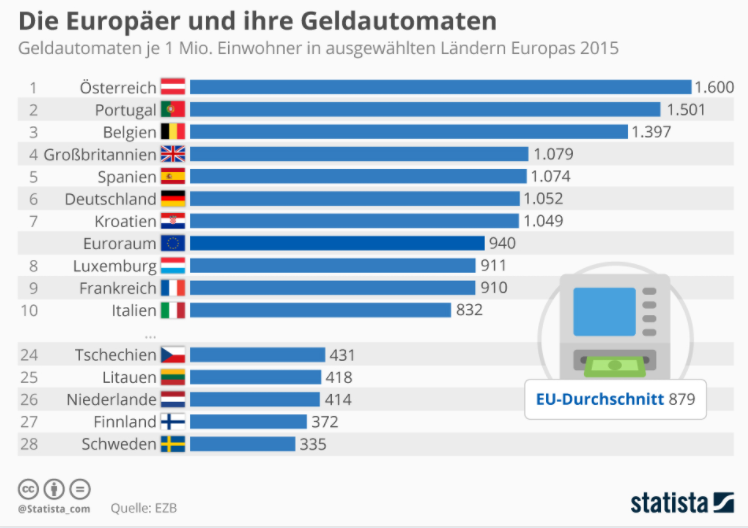 Die Europäer und ihre Geldautomaten
Geldautomaten je 1 Mio. Einwohner in ausgewählten Ländern Europas 2015
1 Österreich 1.600
2 Portugal 1.501
3 Belgien 1.397
4 Großbritannien 1.079
5 Spanien 1.074
6 Deutschland 1.052
7 Kroatien 1.049
Euroraum 940
8 Luxemburg 911
9 Frankreich 910
10 Italien 832
...
24 Tschechien 431
25 Litauen 418
26 Niederlande 414
27 Finnland 372
28 Schweden 335
EU-Durchschnitt 879
cc
@Statista_com Quelle: EZB
statista